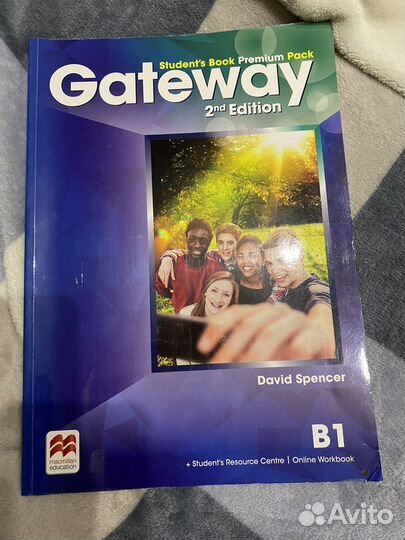 Student's Book Premium Pack
Gateway
2nd Edition
David Spencer
B1
macmillan
education
+ Student's Resource Centre | Online Workbook
Avito